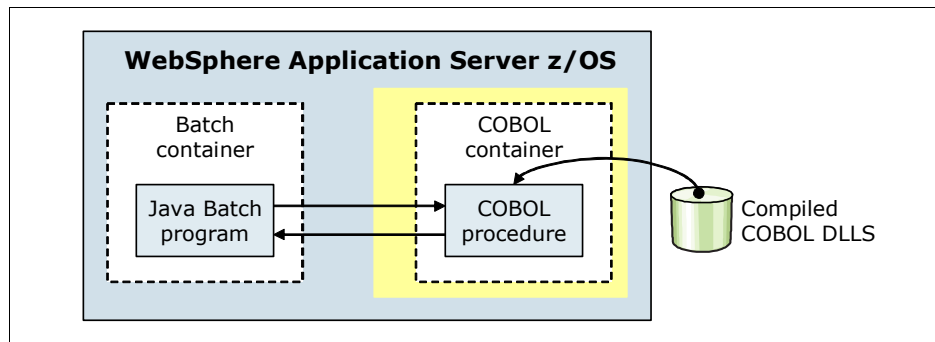 WebSphere Application Server z/OS
Batch
container
COBOL
container
Java Batch
program
COBOL
procedure
Compiled
COBOL DLLS